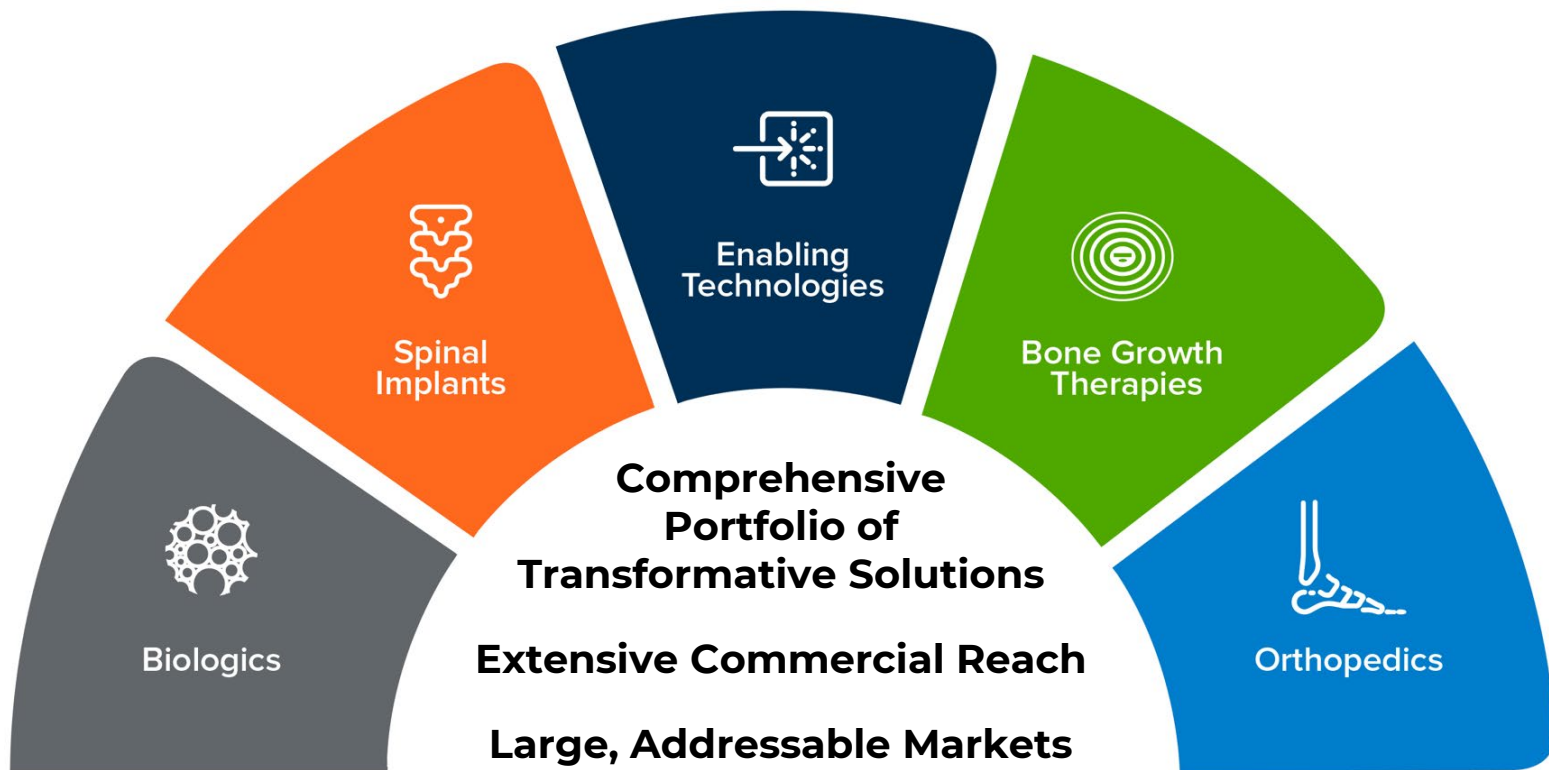 Enabling
Technologies
Spinal
Implants
Bone Growth
Therapies
Biologics
Orthopedics
Comprehensive
Portfolio of
Transformative Solutions
Extensive Commercial Reach
Large, Addressable Markets